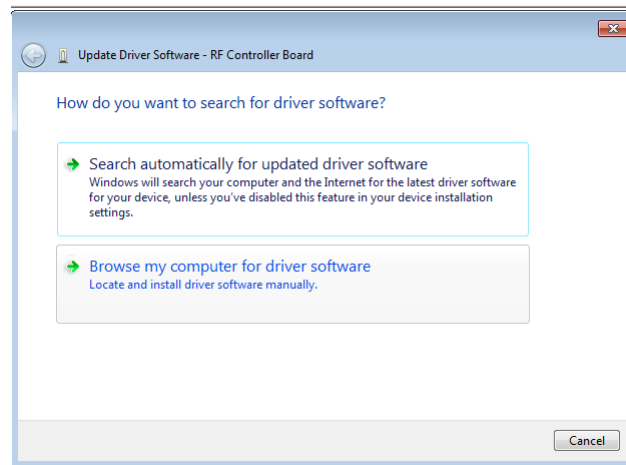 Update Driver Software - RF Controller Board
How do you want to search for driver software?
Search automatically for updated driver software
Windows will search your computer and the Internet for the latest driver software
for your device, unless you've disabled this feature in your device installation
settings.
Browse my computer for driver software
Locate and install driver software manually.
Cancel